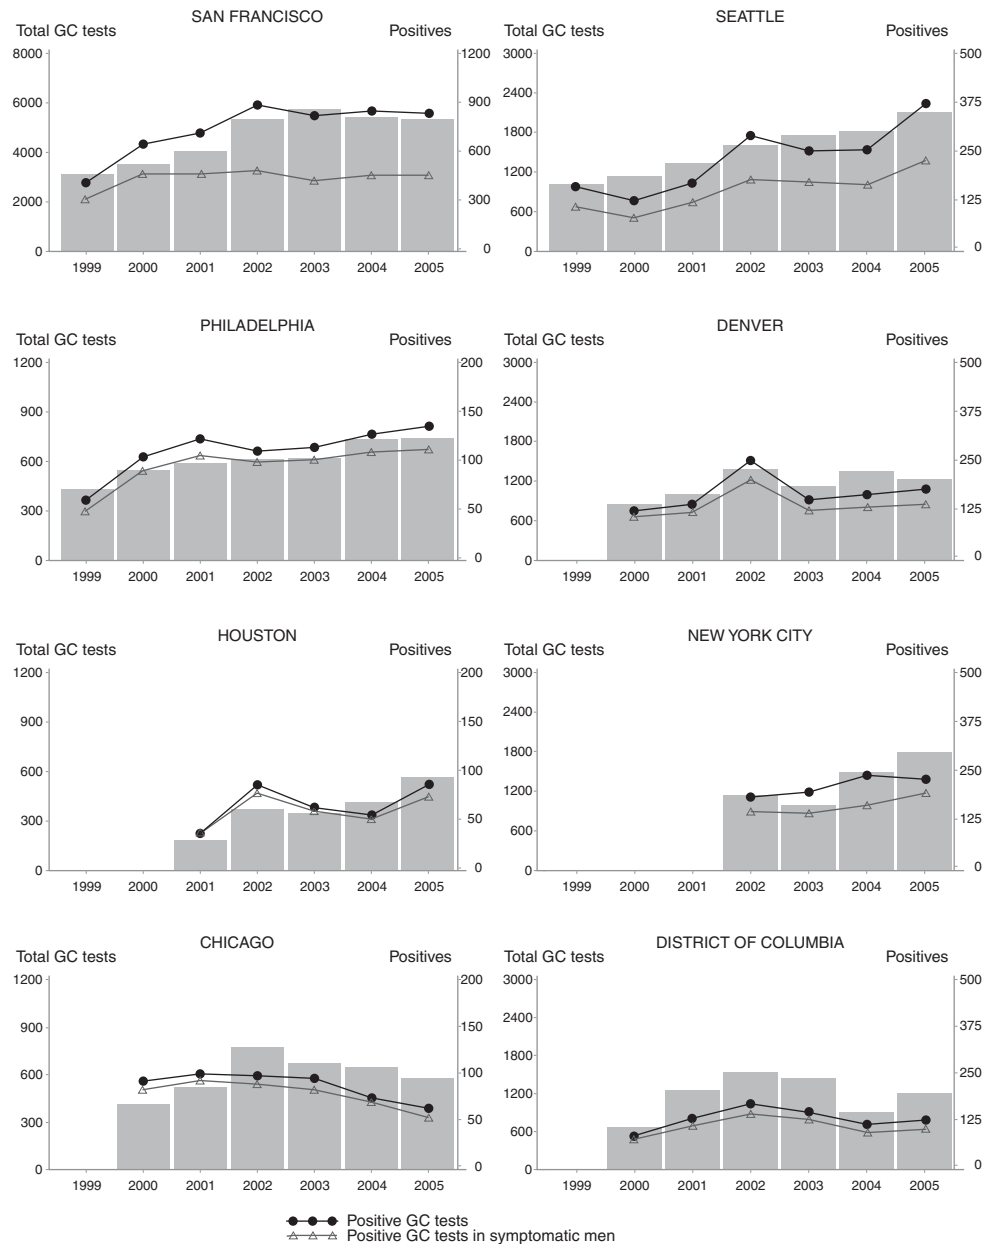 SAN FRANCISCO
Total GC tests Positives
8000 1200
6000 900
4000 600
2000 300
0 0
1999 2000 2001 2002 2003 2004 2005
SEATTLE
Total GC tests Positives
3000 500
2400 375
1800 250
1200 125
600
0 0
1999 2000 2001 2002 2003 2004 2005
PHILADELPHIA
Total GC tests Positives
1200 200
900 150
600 100
300 50
0 0
1999 2000 2001 2002 2003 2004 2005
DENVER
Total GC tests Positives
3000 500
2400 375
1800 250
1200 125
600
0 0
1999 2000 2001 2002 2003 2004 2005
HOUSTON
Total GC tests Positives
1200 200
900 150
600 100
300 50
0 0
1999 2000 2001 2002 2003 2004 2005
NEW YORK CITY
Total GC tests Positives
3000 500
2400 375
1800 250
1200 125
600
0 0
1999 2000 2001 2002 2003 2004 2005
CHICAGO
Total GC tests Positives
1200 200
900 150
600 100
300 50
0 0
1999 2000 2001 2002 2003 2004 2005
DISTRICT OF COLUMBIA
Total GC tests Positives
3000 500
2400 375
1800 250
1200 125
600
0 0
1999 2000 2001 2002 2003 2004 2005
Positive GC tests
Positive GC tests in symptomatic men